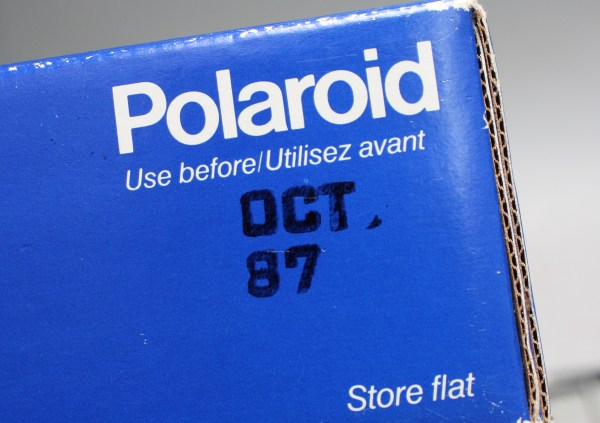 Polaroid
Use before/Utilisez avant
OCT.
87
Store flat